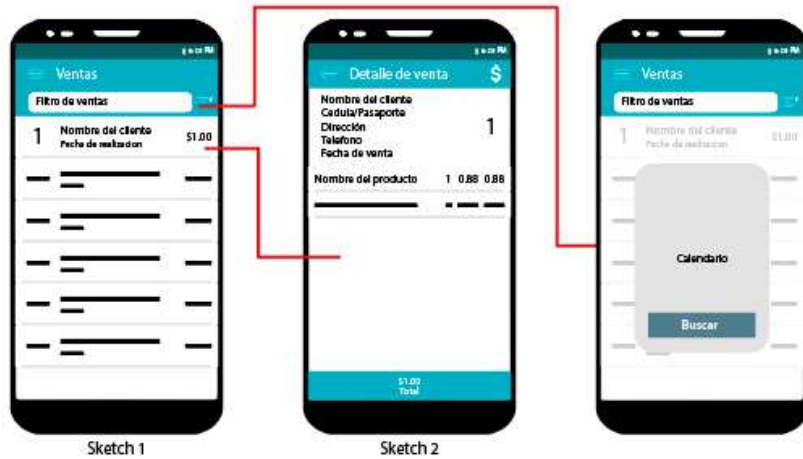 Ventas
Filtro de ventas
1 Nombre del cliente $1.00
Fecha de realizacion
Sketch 1
Detalle de venta $
Nombre del cliente
Cedula/Pasaporte
Dirección 1
Telefono
Fecha de venta
Nombre del producto 1 0.88 0.88
$1.00
Total
Sketch 2
Ventas
Filtro de ventas
1 Nombre del cliente $1.00
Fecha de realizacion
Calendario
Buscar